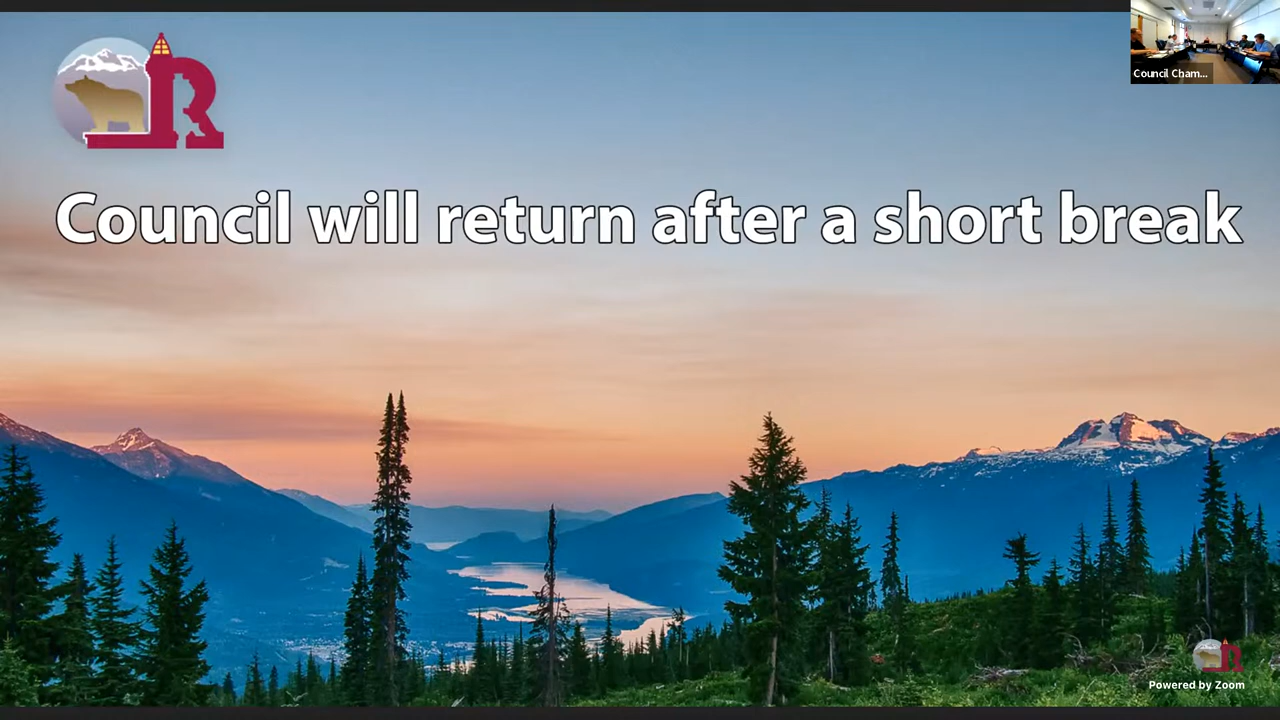 Council Cham...
R
Council will return after a short break
R
Powered by Zoom